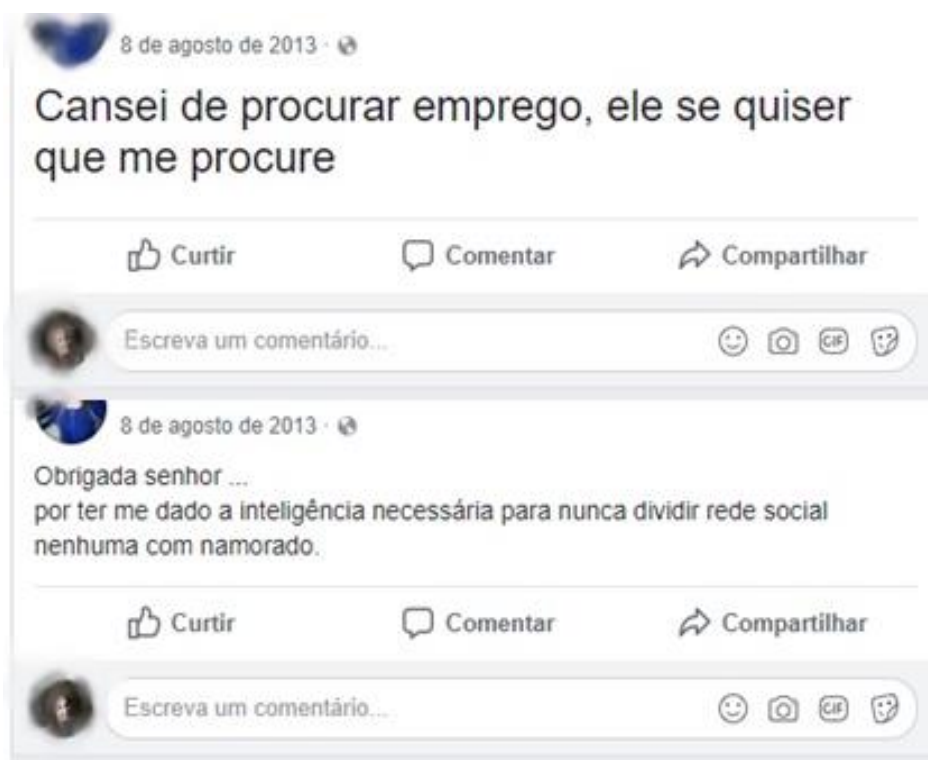 8 de agosto de 2013 ·
Cansei de procurar emprego, ele se quiser
que me procure
Curtir Comentar Compartilhar
Escreva um comentário... GIF
8 de agosto de 2013 ·
Obrigada senhor ...
por ter me dado a inteligência necessária para nunca dividir rede social
nenhuma com namorado.
Curtir Comentar Compartilhar
Escreva um comentário... GIF